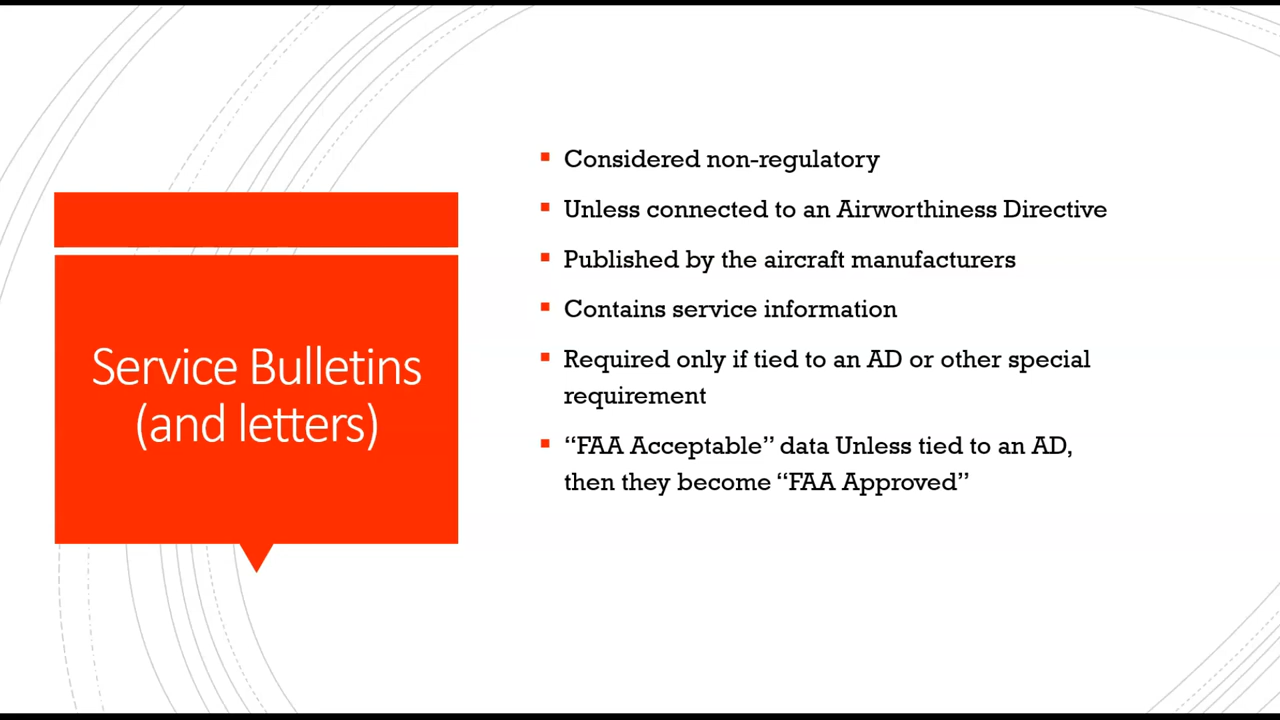 Service Bulletins
(and letters)
Considered non-regulatory
Unless connected to an Airworthiness Directive
Published by the aircraft manufacturers
Contains service information
Required only if tied to an AD or other special
requirement
“FAA Acceptable” data Unless tied to an AD,
then they become “FAA Approved”